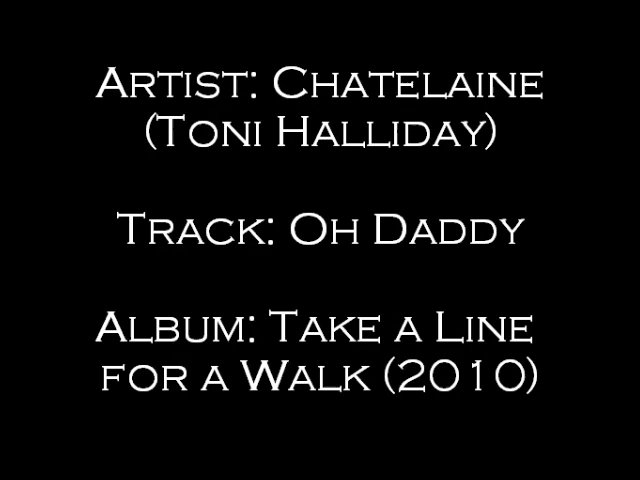 Artist: Chatelaine
(Toni Halliday)
Track: Oh Daddy
Album: Take a Line
for a Walk (2010)